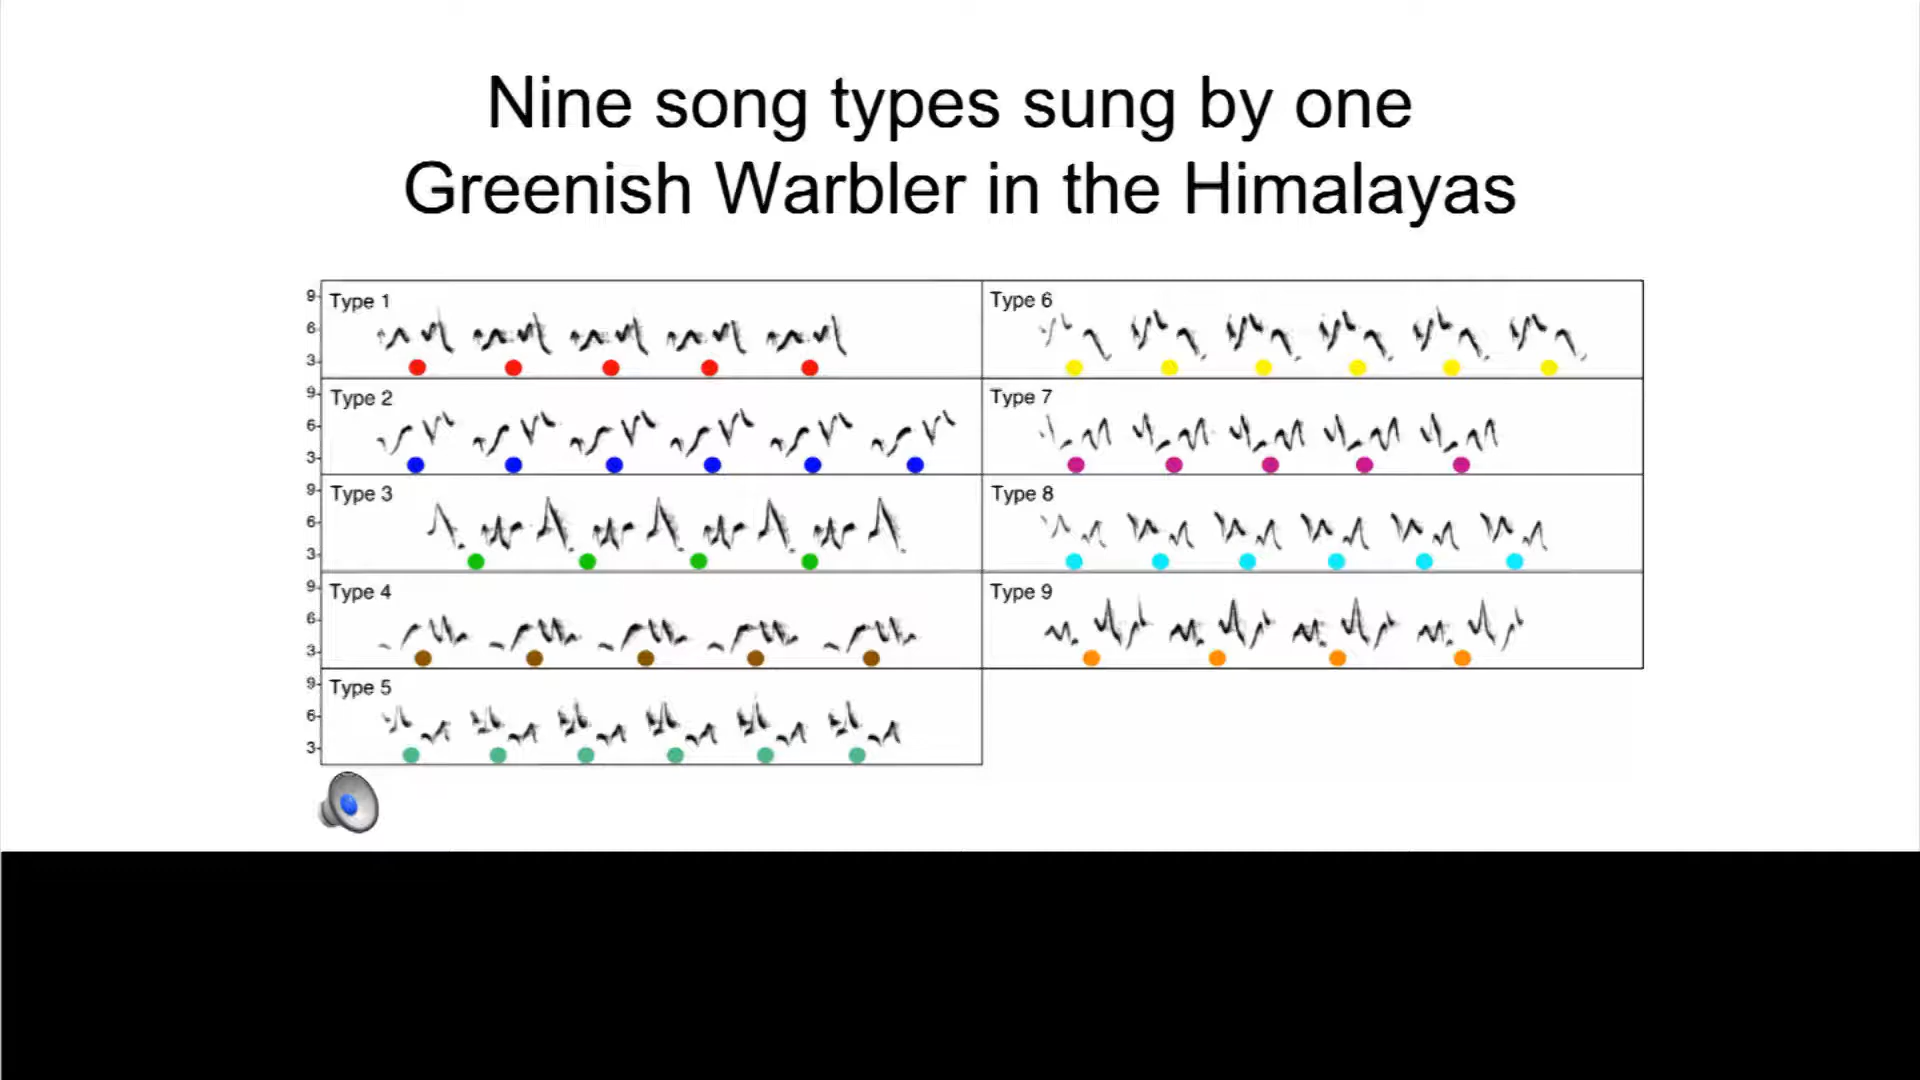 Nine song types sung by one
Greenish Warbler in the Himalayas
9
6
3
Type 1
9
6
3
Type 2
9
6
3
Type 3
9
6
3
Type 4
9
6
3
Type 5
Type 6
Type 7
Type 8
Type 9